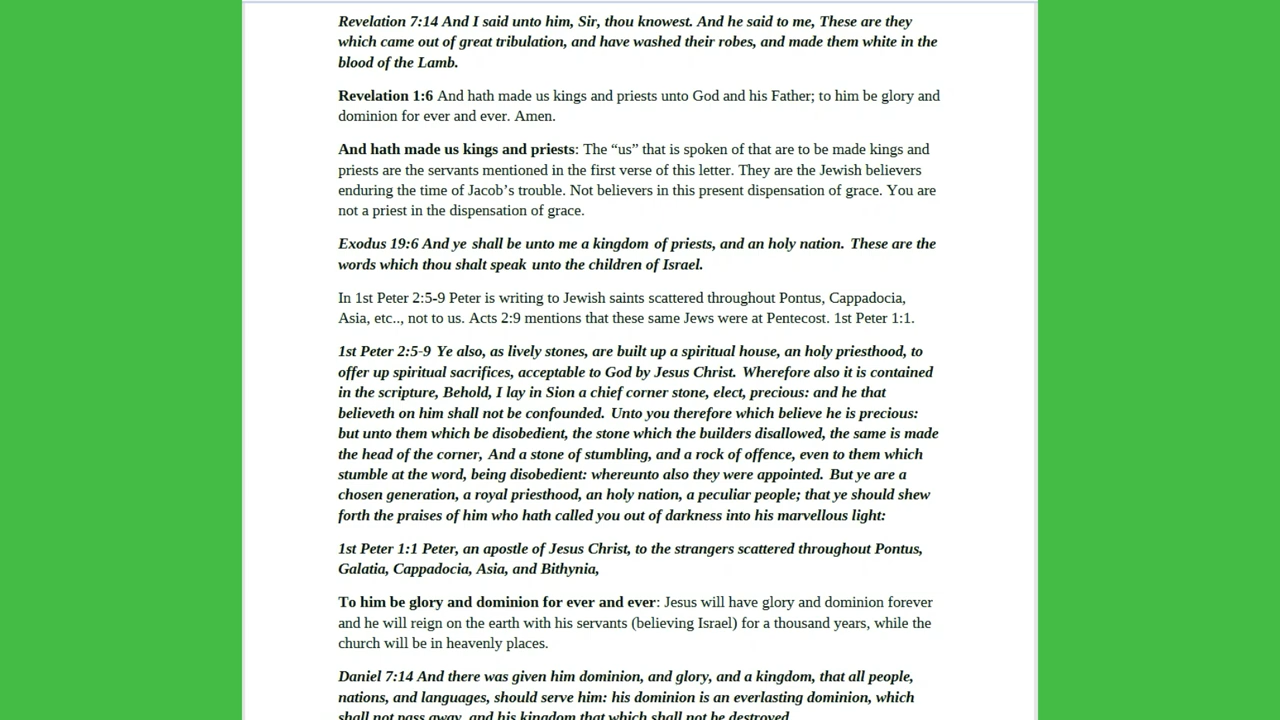 Revelation 7:14 And I said unto him, Sir, thou knowest. And he said to me, These are they
which came out of great tribulation, and have washed their robes, and made them white in the
blood of the Lamb.
Revelation 1:6 And hath made us kings and priests unto God and his Father; to him be glory and
dominion for ever and ever. Amen.
And hath made us kings and priests: The “us” that is spoken of that are to be made kings and
priests are the servants mentioned in the first verse of this letter. They are the Jewish believers
enduring the time of Jacob’s trouble. Not believers in this present dispensation of grace. You are
not a priest in the dispensation of grace.
Exodus 19:6 And ye shall be unto me a kingdom of priests, and an holy nation. These are the
words which thou shalt speak unto the children of Israel.
In 1st Peter 2:5-9 Peter is writing to Jewish saints scattered throughout Pontus, Cappadocia,
Asia, etc.., not to us. Acts 2:9 mentions that these same Jews were at Pentecost. 1st Peter 1:1.
1st Peter 2:5-9 Ye also, as lively stones, are built up a spiritual house, an holy priesthood, to
offer up spiritual sacrifices, acceptable to God by Jesus Christ. Wherefore also it is contained
in the scripture, Behold, I lay in Sion a chief corner stone, elect, precious: and he that
believeth on him shall not be confounded. Unto you therefore which believe he is precious:
but unto them which be disobedient, the stone which the builders disallowed, the same is made
the head of the corner, And a stone of stumbling, and a rock of offence, even to them which
stumble at the word, being disobedient: whereunto also they were appointed. But ye are a
chosen generation, a royal priesthood, an holy nation, a peculiar people; that ye should shew
forth the praises of him who hath called you out of darkness into his marvellous light:
1st Peter 1:1 Peter, an apostle of Jesus Christ, to the strangers scattered throughout Pontus,
Galatia, Cappadocia, Asia, and Bithynia,
To him be glory and dominion for ever and ever: Jesus will have glory and dominion forever
and he will reign on the earth with his servants (believing Israel) for a thousand years, while the
church will be in heavenly places.
Daniel 7:14 And there was given him dominion, and glory, and a kingdom, that all people,
nations, and languages, should serve him: his dominion is an everlasting dominion, which
shall not pass away, and his kingdom that which shall not be destroyed